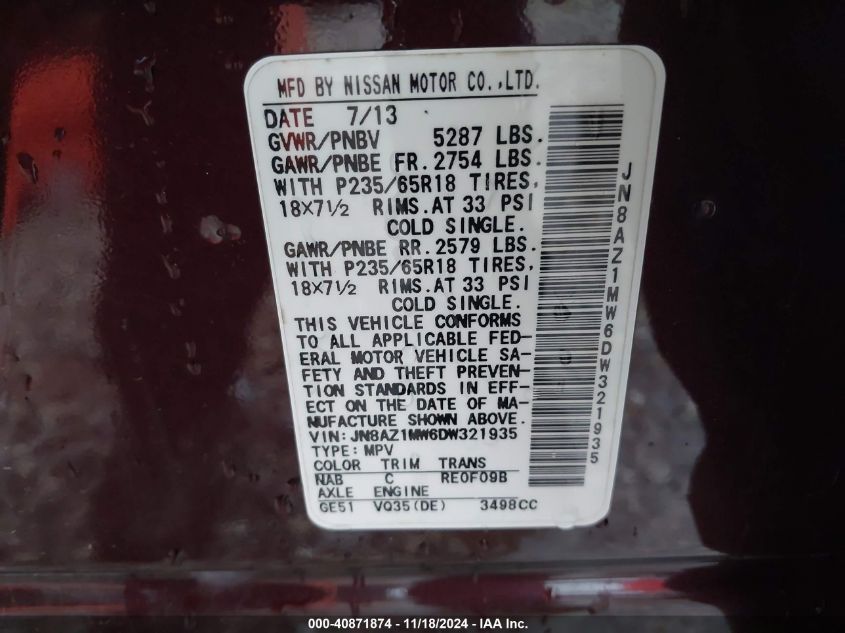 MFD BY NISSAN MOTOR CO.,LTD.
DATE 7/13
GVWR/PNBV 5287 LBS.
GAWR/PNBE FR. 2754 LBS.
WITH P235/65R18 TIRES,
18X7½ RIMS. AT 33 PSI
COLD SINGLE.
GAWR/PNBE RR. 2579 LBS.
WITH P235/65R18 TIRES,
18X7½ RIMS. AT 33 PSI
COLD SINGLE.
THIS VEHICLE CONFORMS
TO ALL APPLICABLE FED-
ERAL MOTOR VEHICLE SA-
FETY AND THEFT PREVEN-
TION STANDARDS IN EFF-
ECT ON THE DATE OF MA-
NUFACTURE SHOWN ABOVE.
VIN: JN8AZ1MW6DW321935
TYPE: MPV
COLOR TRIM TRANS
NAB C RE0F09B
AXLE ENGINE
GE51 VQ35(DE) 3498CC
JN8AZ1MW6DW321935
000-40871874 - 11/18/2024 - IAA Inc.